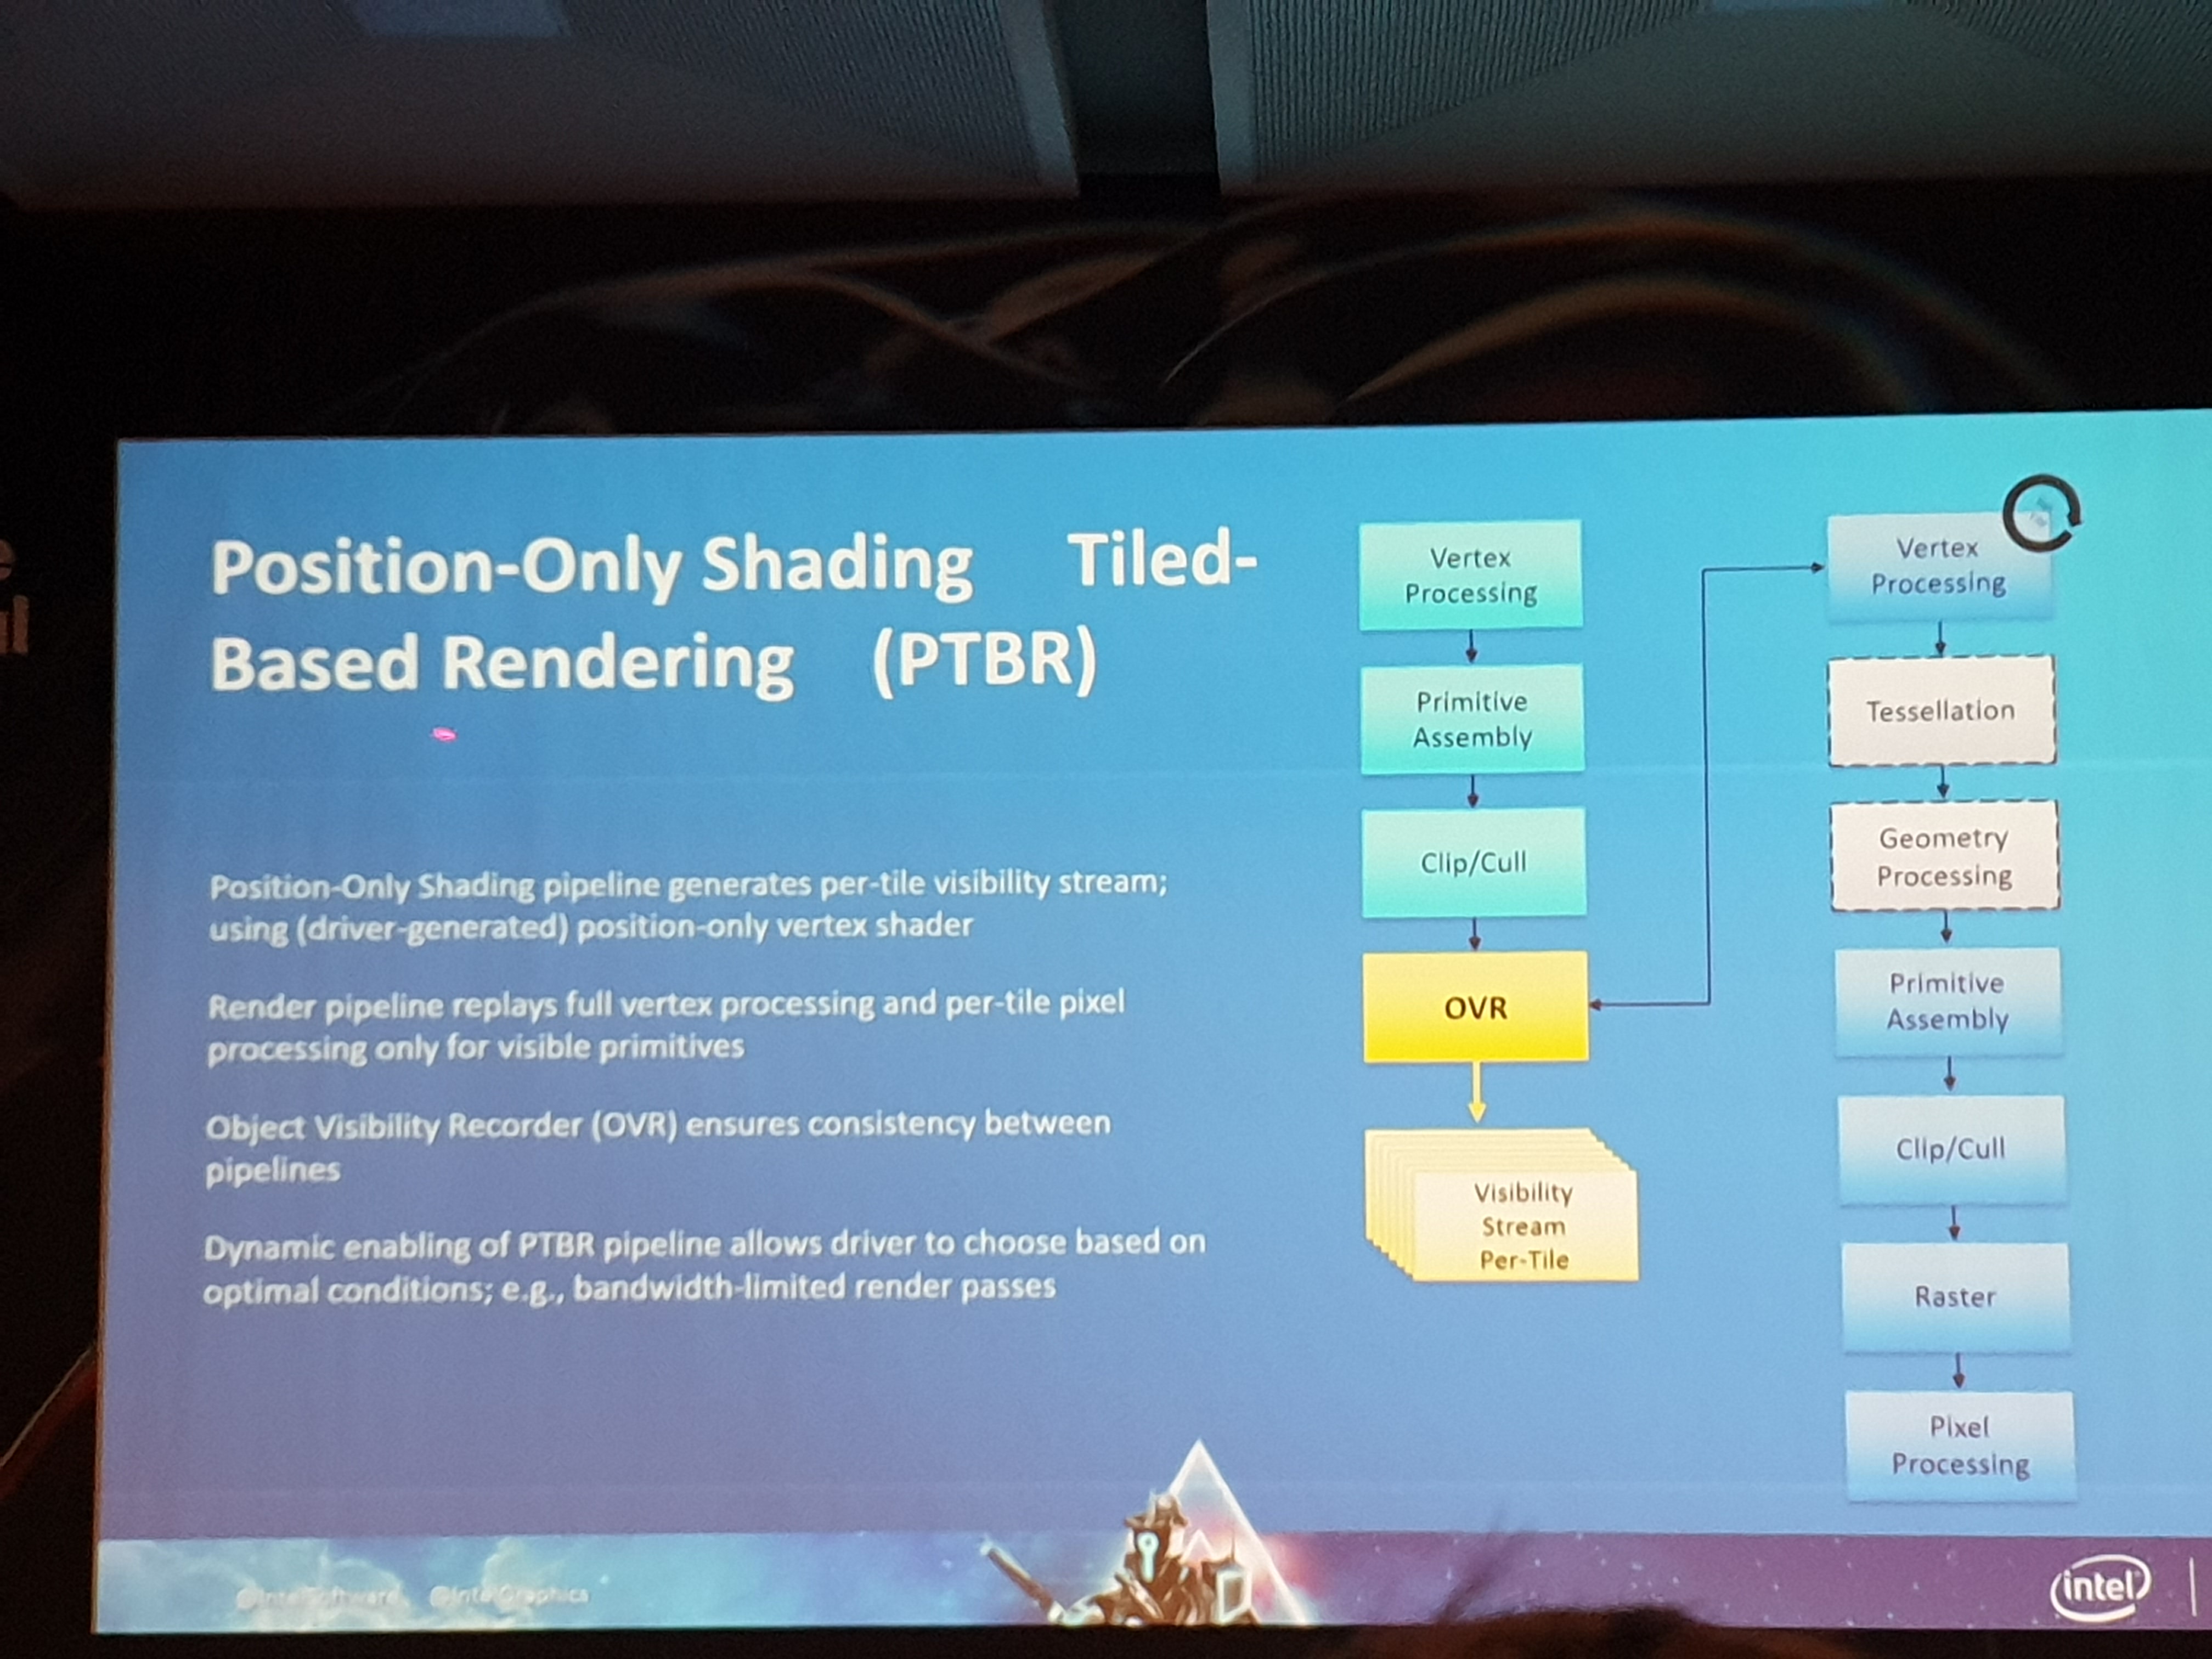 Position-Only Shading Tiled-
Based Rendering (PTBR)
Position-Only Shading pipeline generates per-tile visibility stream;
using (driver-generated) position-only vertex shader
Render pipeline replays full vertex processing and per-tile pixel
processing only for visible primitives
Object Visibility Recorder (OVR) ensures consistency between
pipelines
Dynamic enabling of PTBR pipeline allows driver to choose based on
optimal conditions; e.g., bandwidth-limited render passes
Vertex
Processing
Primitive
Assembly
Clip/Cull
OVR
Visibility
Stream
Per-Tile
Vertex
Processing
Tessellation
Geometry
Processing
Primitive
Assembly
Clip/Cull
Raster
Pixel
Processing
@IntelSoftware @IntelGraphics
intel